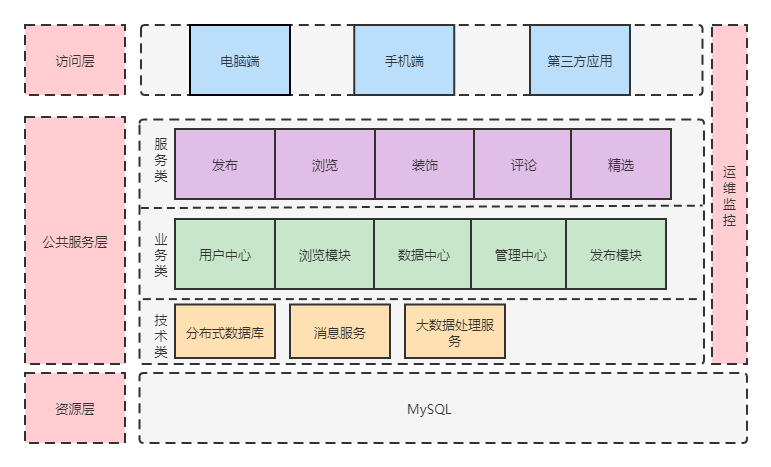 访问层
电脑端
手机端
第三方应用
公共服务层
服务类
发布
浏览
装饰
评论
精选
业务类
用户中心
浏览模块
数据中心
管理中心
发布模块
技术类
分布式数据库
消息服务
大数据处理服
务
运维监控
资源层
MySQL